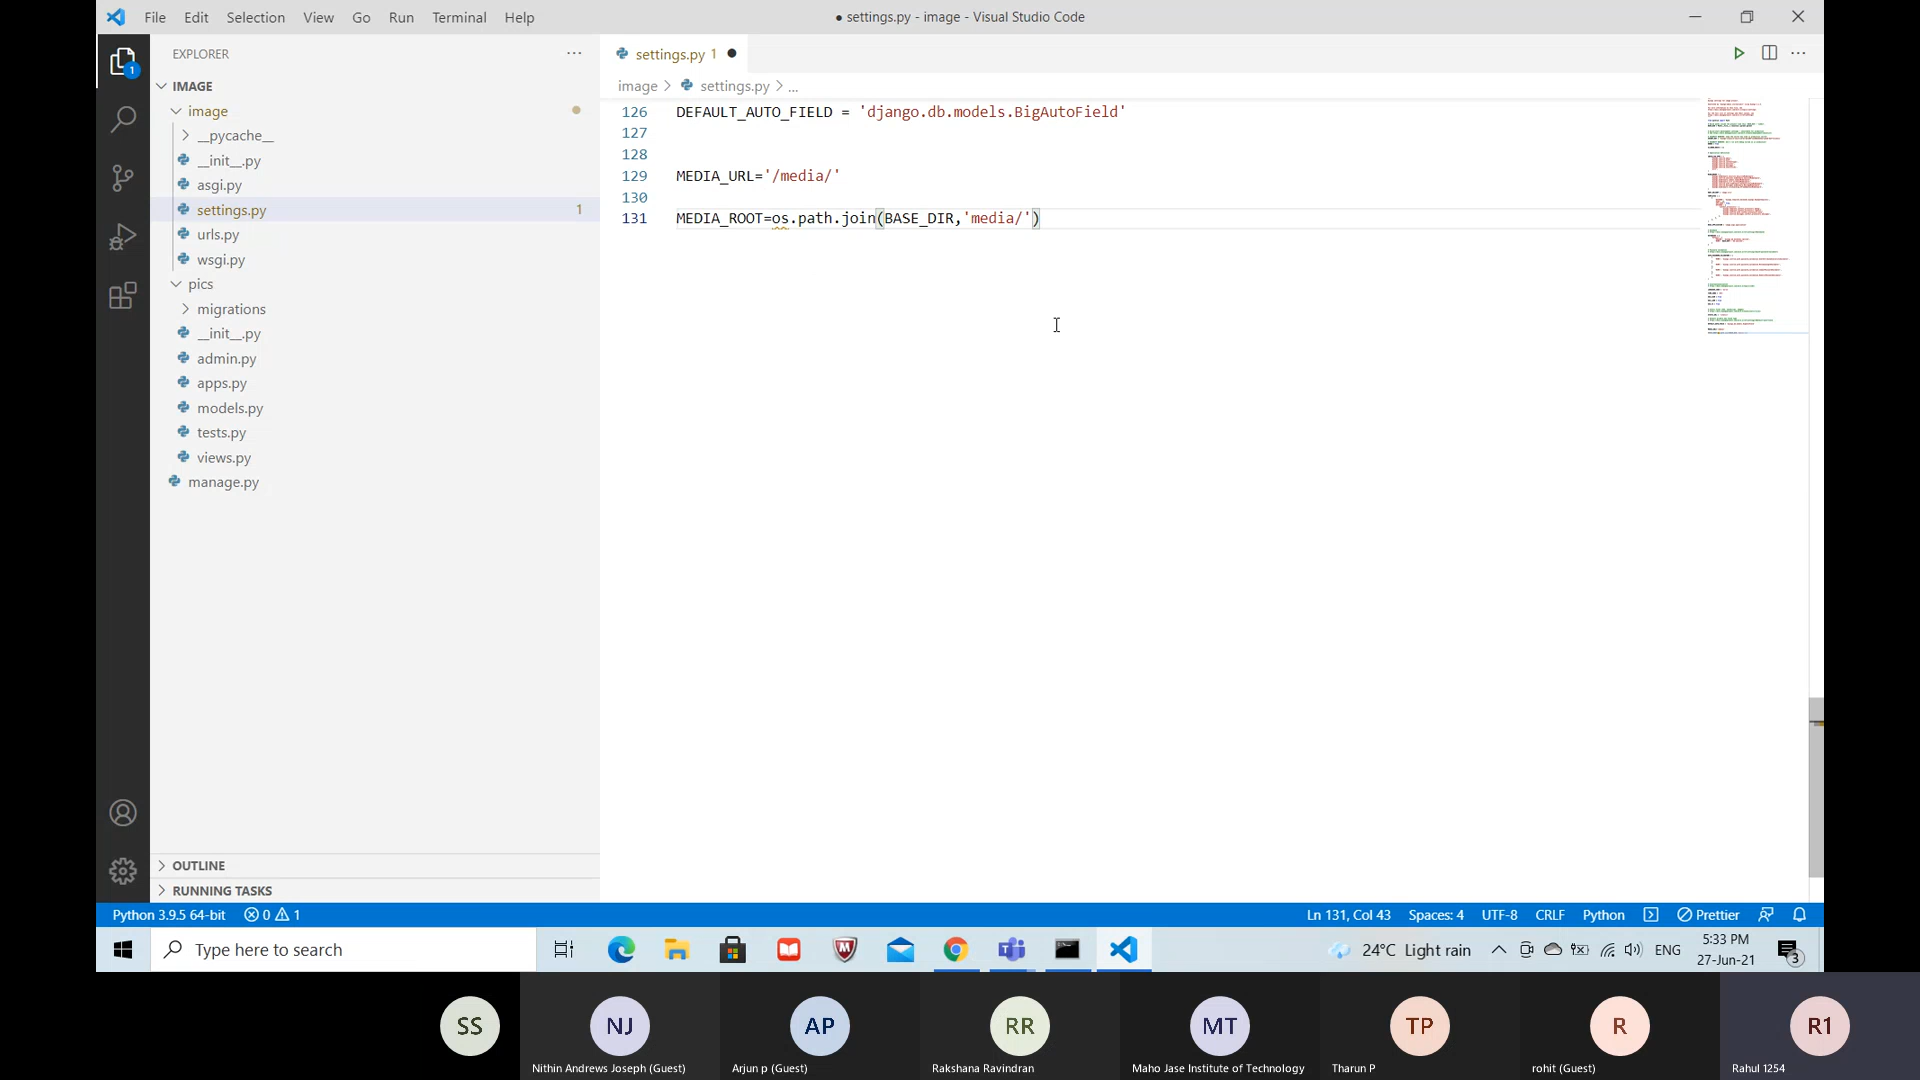 File Edit Selection View Go Run Terminal Help
● settings.py - image - Visual Studio Code
EXPLORER
settings.py 1
IMAGE
image > settings.py > ...
image
__pycache__
__init__.py
asgi.py
settings.py 1
urls.py
wsgi.py
pics
migrations
__init__.py
admin.py
apps.py
models.py
tests.py
views.py
manage.py
126 DEFAULT_AUTO_FIELD = 'django.db.models.BigAutoField'
127
128
129 MEDIA_URL='/media/'
130
131 MEDIA_ROOT=os.path.join(BASE_DIR,'media/')
1
OUTLINE
RUNNING TASKS
Python 3.9.5 64-bit 0 1 Ln 131, Col 43 Spaces: 4 UTF-8 CRLF Python Prettier
Type here to search
24°C Light rain
ENG
5:33 PM
27-Jun-21
3
SS NJ AP RR MT TP R R1
Nithin Andrews Joseph (Guest) Arjun p (Guest) Rakshana Ravindran Maho Jase Institute of Technology Tharun P rohit (Guest) Rahul 1254